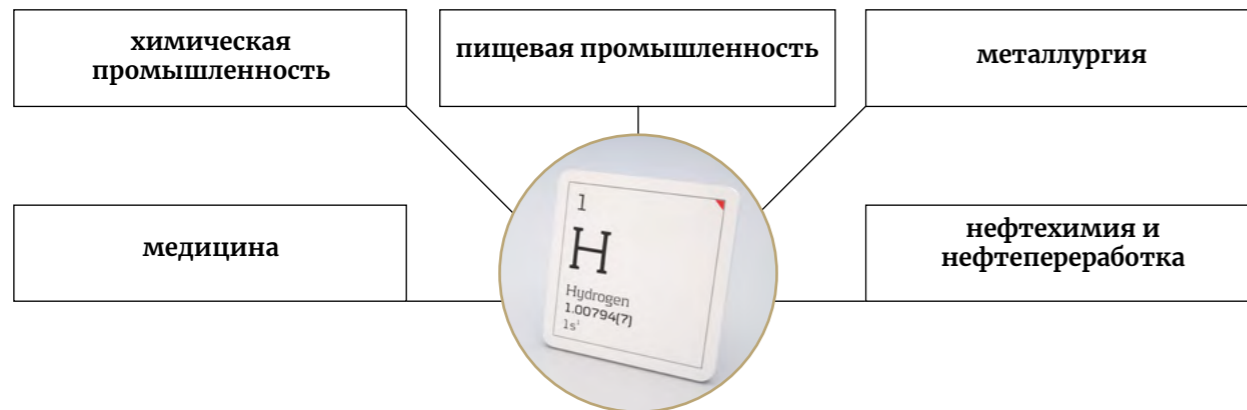 химическая
промышленность
пищевая промышленность
металлургия
медицина
1
H
Hydrogen
1.00794(7)
1s¹
нефтехимия и
нефтепереработка